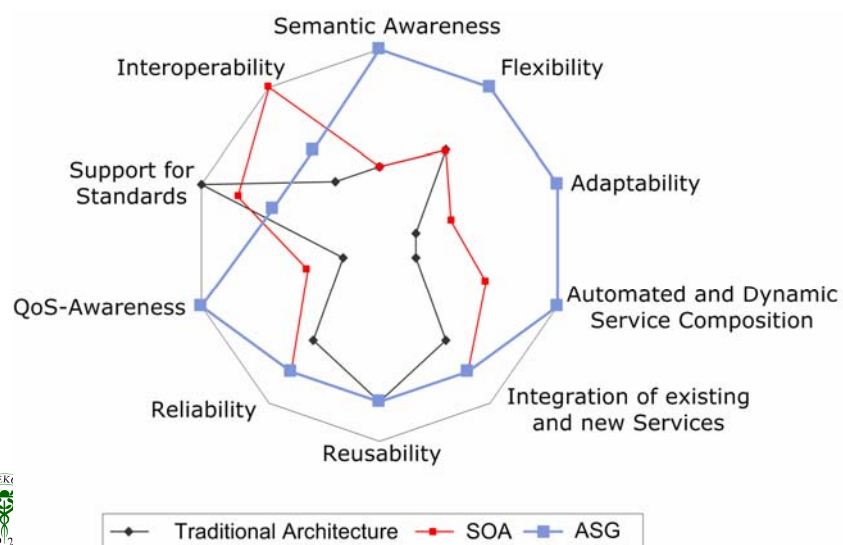 Semantic Awareness
Interoperability
Flexibility
Support for
Standards
Adaptability
QoS-Awareness
Automated and Dynamic
Service Composition
Reliability
Integration of existing
and new Services
Reusability
Traditional Architecture
SOA
ASG